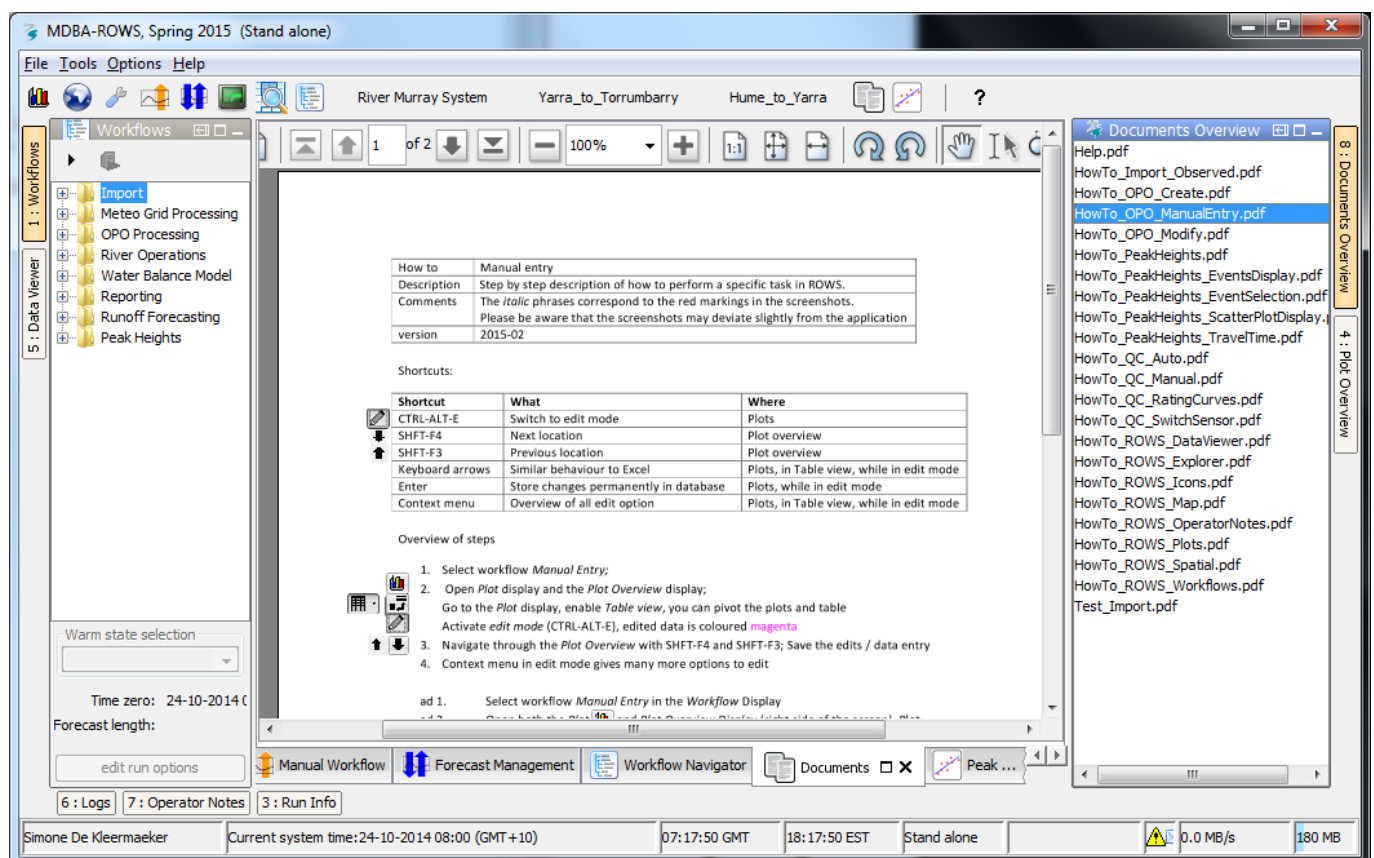 MDBA-ROWS, Spring 2015 (Stand alone)
File Tools Options Help
River Murray System Yarra_to_Torrumbarry Hume_to_Yarra ?
1 : Workflows
5 : Data Viewer
Workflows
Import
Meteo Grid Processing
OPO Processing
River Operations
Water Balance Model
Reporting
Runoff Forecasting
Peak Heights
Warm state selection
Time zero: 24-10-2014
Forecast length:
edit run options
1 of 2 100% 1:1
How to Manual entry
Description Step by step description of how to perform a specific task in ROWS.
Comments The italic phrases correspond to the red markings in the screenshots.
Please be aware that the screenshots may deviate slightly from the application
version 2015-02
Shortcuts:
Shortcut What Where
CTRL-ALT-E Switch to edit mode Plots
SHFT-F4 Next location Plot overview
SHFT-F3 Previous location Plot overview
Keyboard arrows Similar behaviour to Excel Plots, in Table view, while in edit mode
Enter Store changes permanently in database Plots, while in edit mode
Context menu Overview of all edit option Plots, in Table view, while in edit mode
Overview of steps
1. Select workflow Manual Entry;
2. Open Plot display and the Plot Overview display;
Go to the Plot display, enable Table view, you can pivot the plots and table
Activate edit mode (CTRL-ALT-E), edited data is coloured magenta
3. Navigate through the Plot Overview with SHFT-F4 and SHFT-F3; Save the edits / data entry
4. Context menu in edit mode gives many more options to edit
ad 1. Select workflow Manual Entry in the Workflow Display
Manual Workflow Forecast Management Workflow Navigator Documents Peak ...
Documents Overview
Help.pdf
HowTo_Import_Observed.pdf
HowTo_OPO_Create.pdf
HowTo_OPO_ManualEntry.pdf
HowTo_OPO_Modify.pdf
HowTo_PeakHeights.pdf
HowTo_PeakHeights_EventsDisplay.pdf
HowTo_PeakHeights_EventSelection.pdf
HowTo_PeakHeights_ScatterPlotDisplay.
HowTo_PeakHeights_TravelTime.pdf
HowTo_QC_Auto.pdf
HowTo_QC_Manual.pdf
HowTo_QC_RatingCurves.pdf
HowTo_QC_SwitchSensor.pdf
HowTo_ROWS_DataViewer.pdf
HowTo_ROWS_Explorer.pdf
HowTo_ROWS_Icons.pdf
HowTo_ROWS_Map.pdf
HowTo_ROWS_OperatorNotes.pdf
HowTo_ROWS_Plots.pdf
HowTo_ROWS_Spatial.pdf
HowTo_ROWS_Workflows.pdf
Test_Import.pdf
8 : Documents Overview
4 : Plot Overview
6 : Logs 7 : Operator Notes 3 : Run Info
Simone De Kleermaeker Current system time:24-10-2014 08:00 (GMT+10) 07:17:50 GMT 18:17:50 EST Stand alone 0.0 MB/s 180 MB